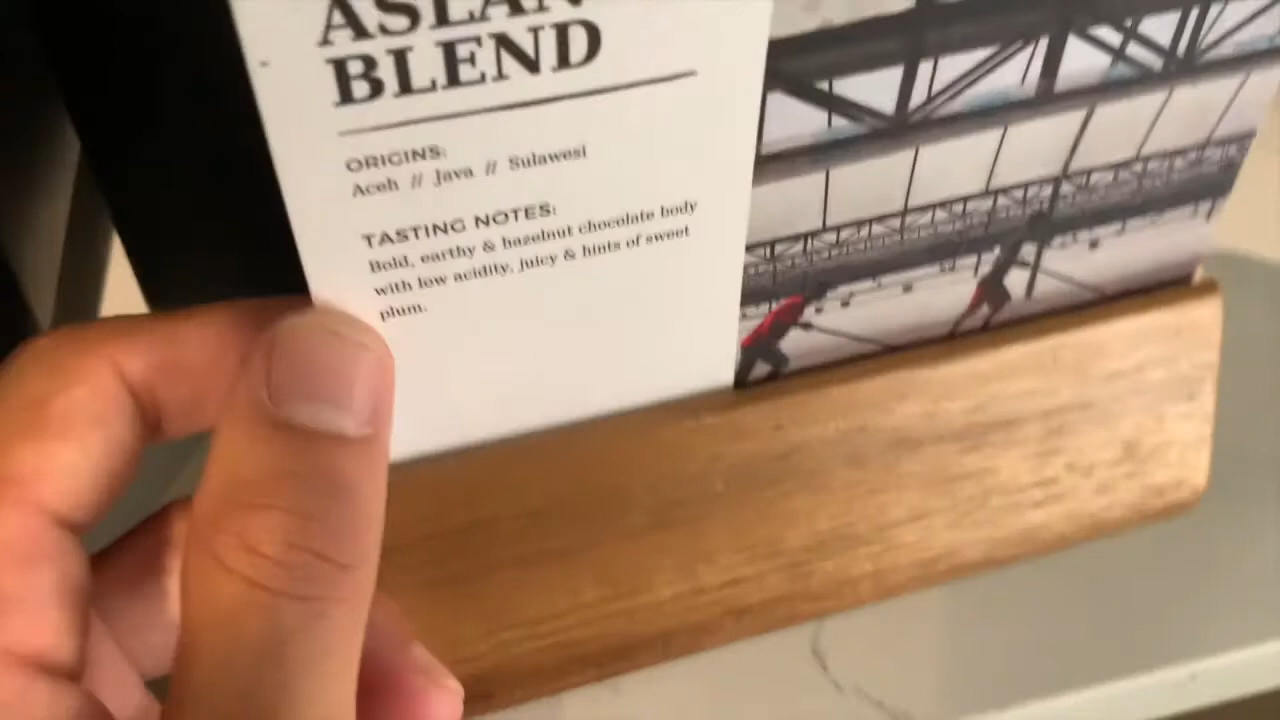 ASLAN
BLEND
ORIGINS:
Aceh // Java // Sulawesi
TASTING NOTES:
Bold, earthy & hazelnut chocolate body
with low acidity, juicy & hints of sweet
plum.